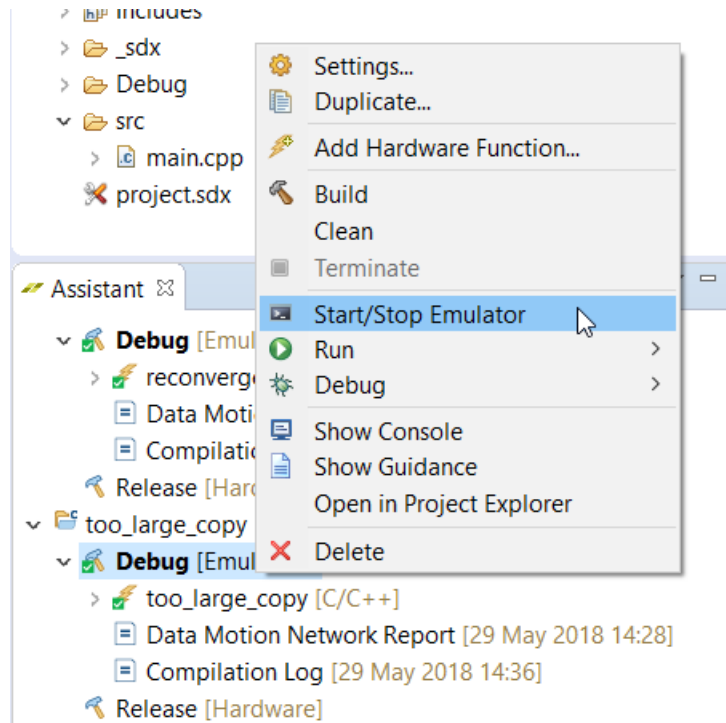 includes
_sdx
Debug
src
main.cpp
project.sdx
Settings...
Duplicate...
Add Hardware Function...
Build
Clean
Terminate
Start/Stop Emulator
Run
Debug
Show Console
Show Guidance
Open in Project Explorer
Delete
Assistant
Debug [Emul
reconverge
Data Moti
Compilatio
Release [Hard
too_large_copy
Debug [Emul
too_large_copy [C/C++]
Data Motion Network Report [29 May 2018 14:28]
Compilation Log [29 May 2018 14:36]
Release [Hardware]